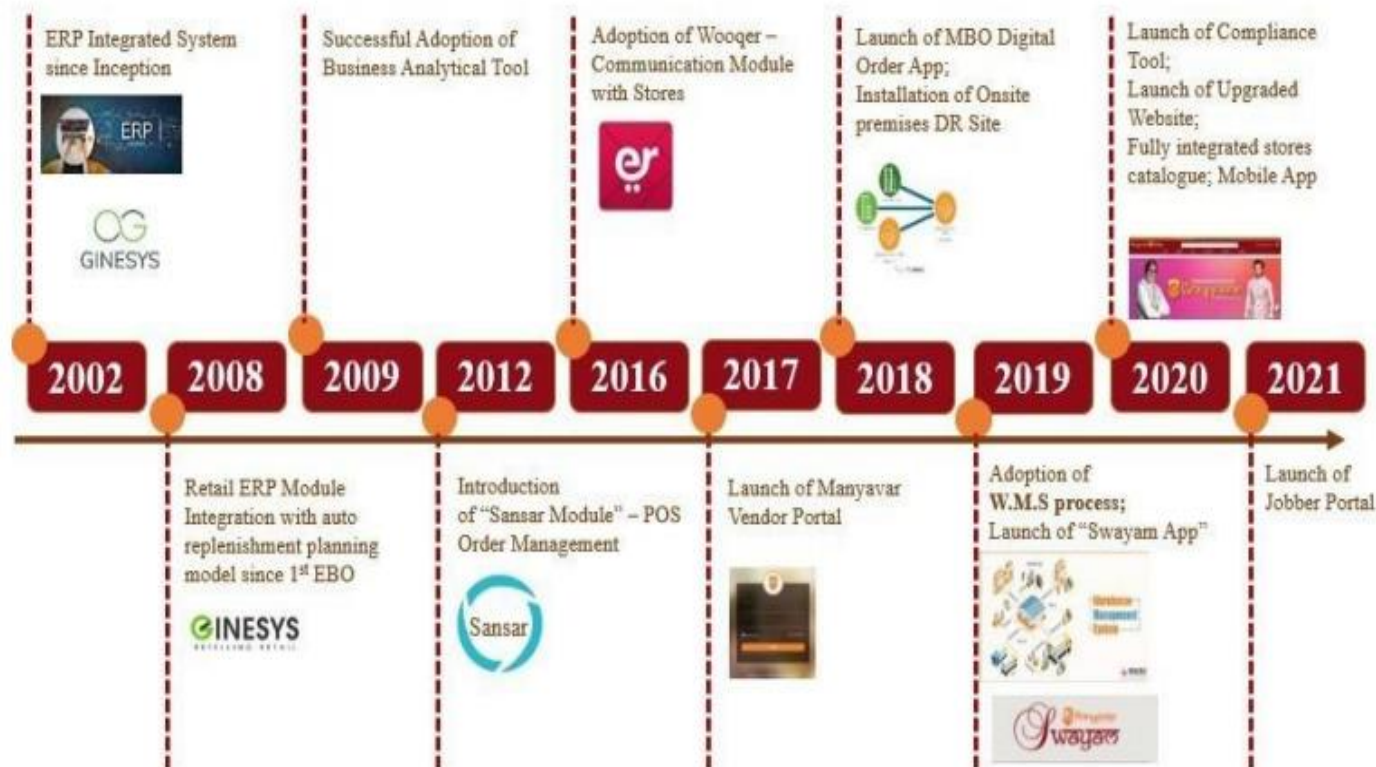 ERP Integrated System
since Inception
ERP
GINESYS
Successful Adoption of
Business Analytical Tool
Adoption of Wooqer –
Communication Module
with Stores
er
Launch of MBO Digital
Order App;
Installation of Onsite
premises DR Site
Launch of Compliance
Tool;
Launch of Upgraded
Website;
Fully integrated stores
catalogue; Mobile App
2002
2008
2009
2012
2016
2017
2018
2019
2020
2021
Retail ERP Module
Integration with auto
replenishment planning
model since 1st EBO
GINESYS
RETELLING RETAIL
Introduction
of “Sansar Module” – POS
Order Management
Sansar
Launch of Manyavar
Vendor Portal
Adoption of
W.M.S process;
Launch of “Swayam App”
Warehouse
Management
System
Swayam
Launch of
Jobber Portal